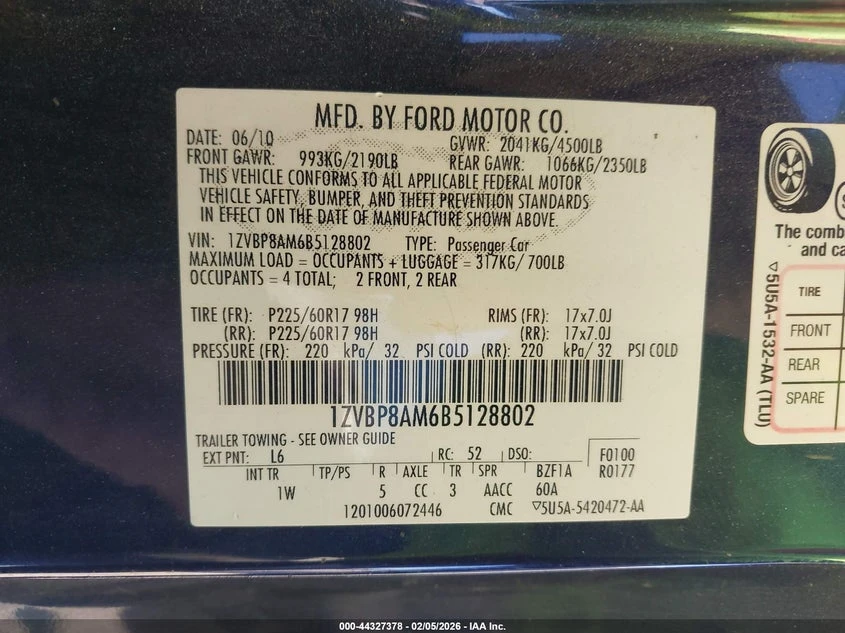 MFD. BY FORD MOTOR CO.
DATE: 06/10 GVWR: 2041KG/4500LB
FRONT GAWR: 993KG/2190LB REAR GAWR: 1066KG/2350LB
THIS VEHICLE CONFORMS TO ALL APPLICABLE FEDERAL MOTOR
VEHICLE SAFETY, BUMPER, AND THEFT PREVENTION STANDARDS
IN EFFECT ON THE DATE OF MANUFACTURE SHOWN ABOVE.
VIN: 1ZVBP8AM6B5128802 TYPE: Passenger Car
MAXIMUM LOAD = OCCUPANTS + LUGGAGE = 317KG/ 700LB
OCCUPANTS = 4 TOTAL; 2 FRONT, 2 REAR
TIRE (FR): P225/60R17 98H RIMS (FR): 17x7.0J
(RR): P225/60R17 98H (RR): 17x7.0J
PRESSURE (FR): 220 kPa/ 32 PSI COLD (RR): 220 kPa/ 32 PSI COLD
1ZVBP8AM6B5128802
TRAILER TOWING - SEE OWNER GUIDE
EXT PNT: L6 RC: 52 DSO: F0100
INT TR TP/PS R AXLE TR SPR BZF1A R0177
1W 5 CC 3 AACC 60A
1201006072446 CMC ▽5U5A-5420472-AA
The comb
and ca
TIRE
FRONT
REAR
SPARE
▽5U5A-1532-AA (TLU)
000-44327378 - 02/05/2026 - IAA Inc.